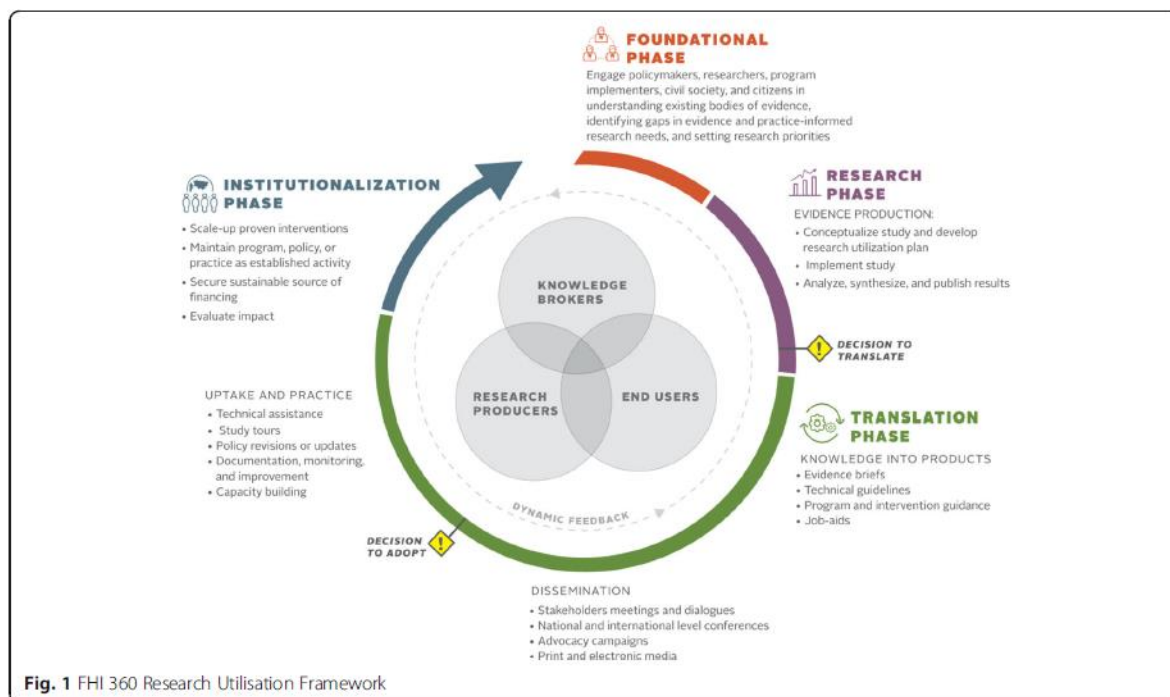 FOUNDATIONAL
PHASE
Engage policymakers, researchers, program
implementers, civil society, and citizens in
understanding existing bodies of evidence,
identifying gaps in evidence and practice-informed
research needs, and setting research priorities
RESEARCH
PHASE
EVIDENCE PRODUCTION:
• Conceptualize study and develop
research utilization plan
• Implement study
• Analyze, synthesize, and publish results
DECISION TO
TRANSLATE
TRANSLATION
PHASE
KNOWLEDGE INTO PRODUCTS
• Evidence briefs
• Technical guidelines
• Program and intervention guidance
• Job-aids
DISSEMINATION
• Stakeholders meetings and dialogues
• National and international level conferences
• Advocacy campaigns
• Print and electronic media
DECISION
TO ADOPT
UPTAKE AND PRACTICE
• Technical assistance
• Study tours
• Policy revisions or updates
• Documentation, monitoring,
and improvement
• Capacity building
INSTITUTIONALIZATION
PHASE
• Scale-up proven interventions
• Maintain program, policy, or
practice as established activity
• Secure sustainable source of
financing
• Evaluate impact
KNOWLEDGE
BROKERS
RESEARCH
PRODUCERS
END USERS
DYNAMIC FEEDBACK
Fig. 1 FHI 360 Research Utilisation Framework